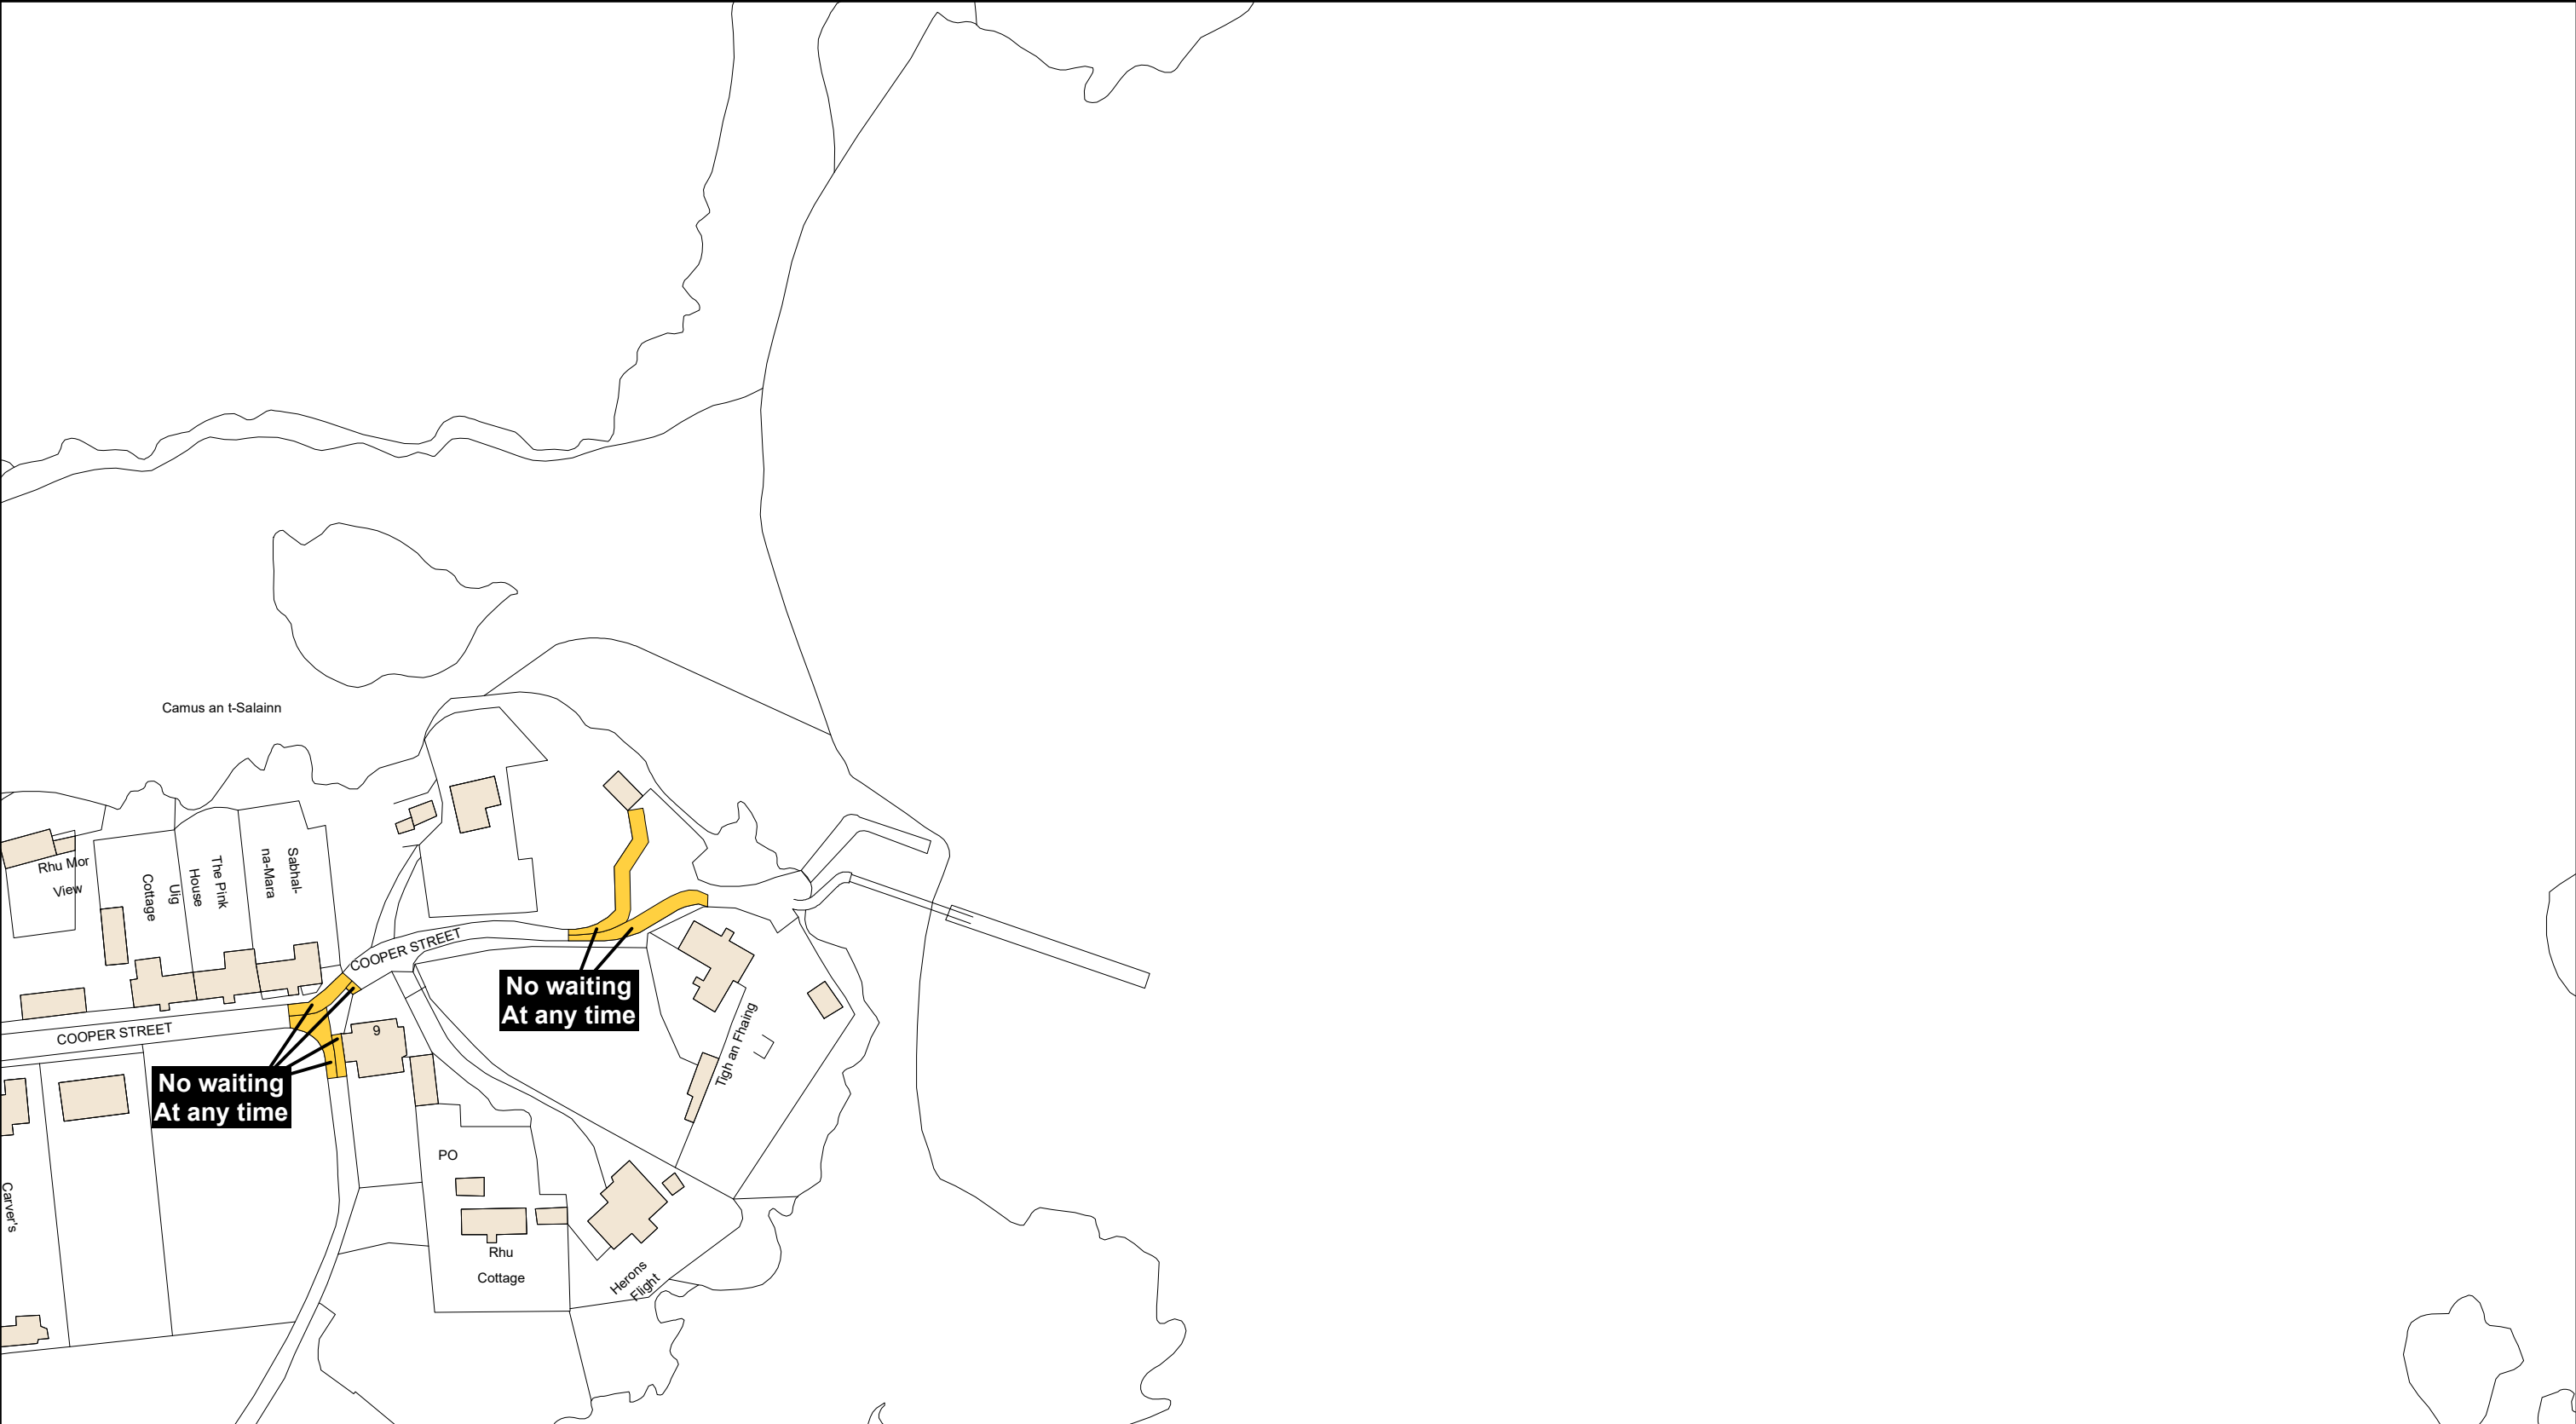 Camus an t-Salainn
Rhu Mor
View
Cottage
Uig
House
The Pink
na-Mara
Sabhal-
COOPER STREET
COOPER STREET
No waiting
At any time
9
No waiting
At any time
Tigh an Fhaing
PO
Carver's
Rhu
Cottage
Herons
Flight